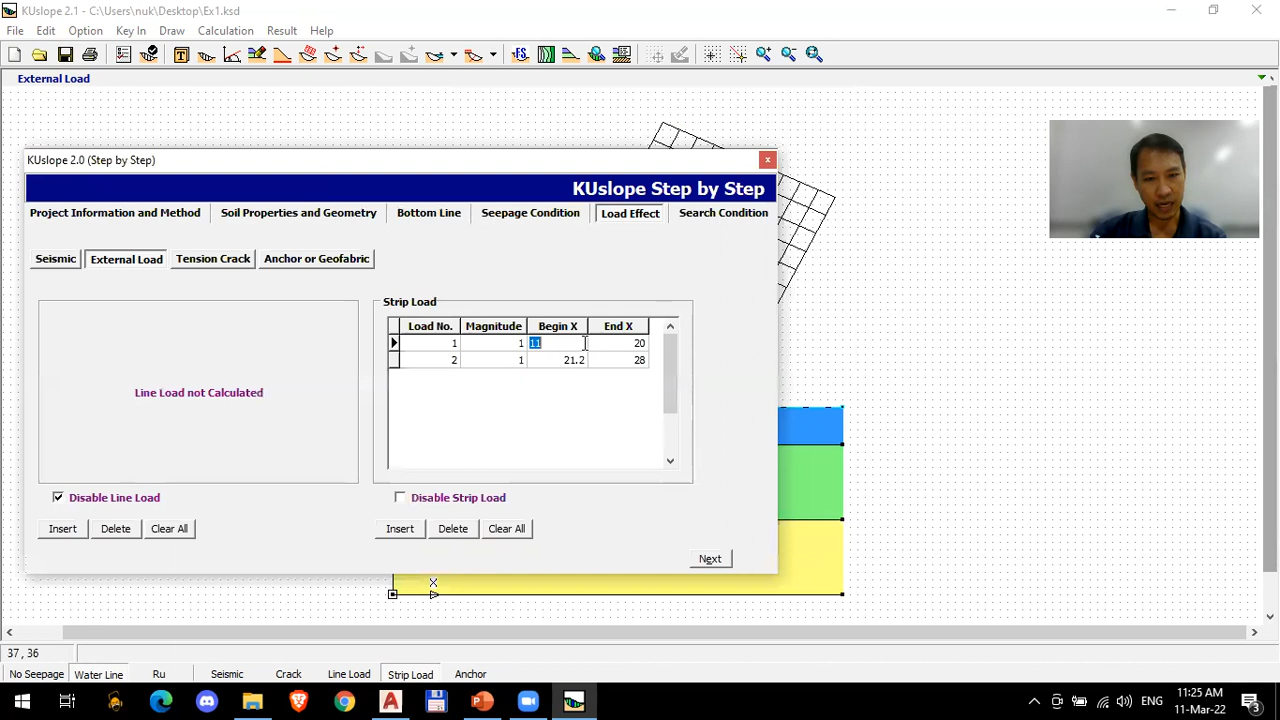 KUslope 2.1 - C:\Users\nuk\Desktop\Ex1.ksd
File Edit Option Key In Draw Calculation Result Help
T FS
External Load
KUslope 2.0 (Step by Step)
KUslope Step by Step
Project Information and Method Soil Properties and Geometry Bottom Line Seepage Condition Load Effect Search Condition
Seismic External Load Tension Crack Anchor or Geofabric
Strip Load
Load No. Magnitude Begin X End X
1 1 11 20
2 1 21.2 28
Line Load not Calculated
Disable Line Load Disable Strip Load
Insert Delete Clear All Insert Delete Clear All
Next
X
37 , 36
No Seepage Water Line Ru Seismic Crack Line Load Strip Load Anchor
ENG
11:25 AM
11-Mar-22
3